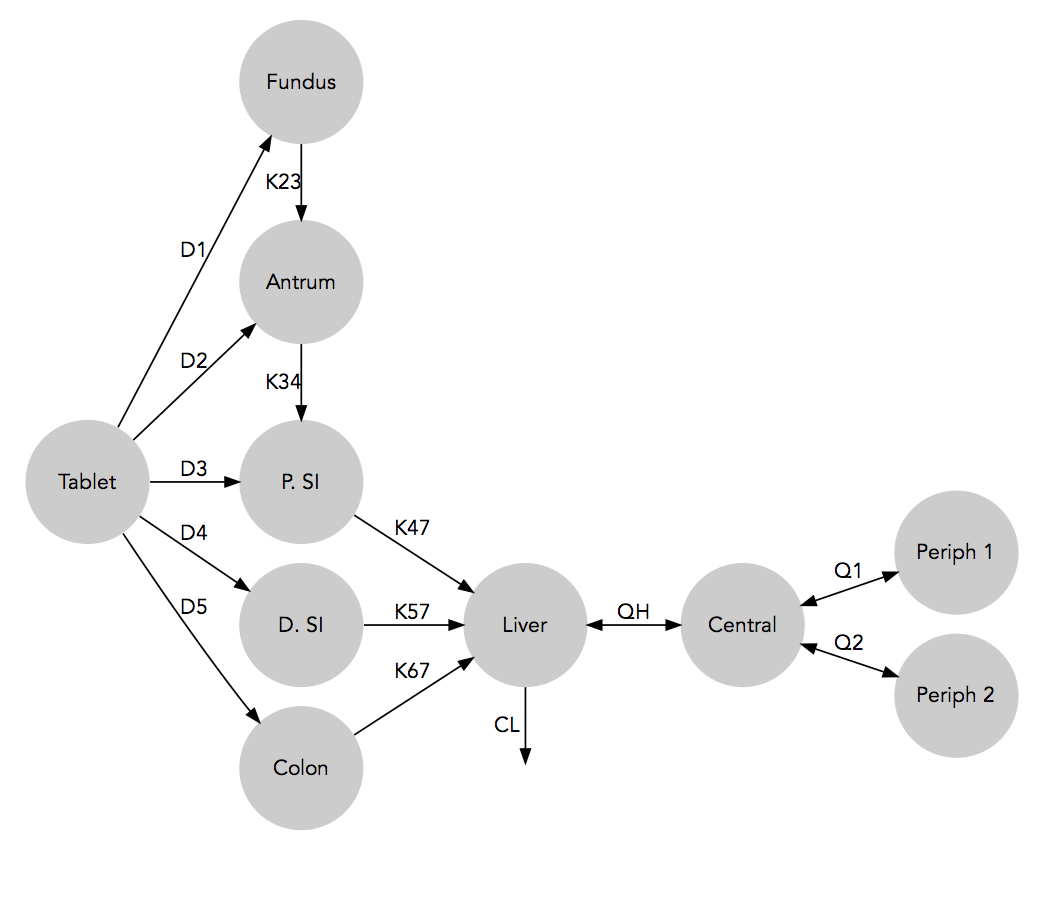 Fundus
K23
D1
Antrum
D2
K34
D3
Tablet
P. SI
K47
D4
Periph 1
Q1
D5
K57
QH
D. SI
Liver
Central
Q2
K67
Periph 2
CL
Colon